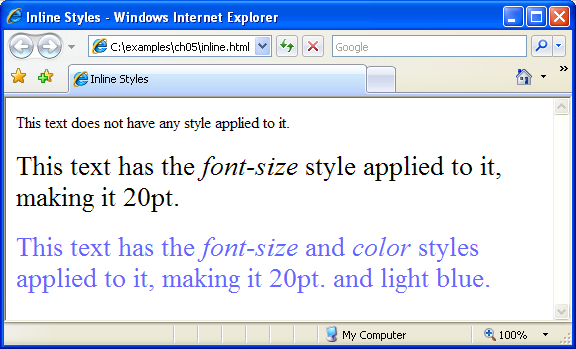 Inline Styles - Windows Internet Explorer
C:\examples\ch05\inline.html
Google
Inline Styles
This text does not have any style applied to it.
This text has the font-size style applied to it,
making it 20pt.
This text has the font-size and color styles
applied to it, making it 20pt. and light blue.
My Computer
100%